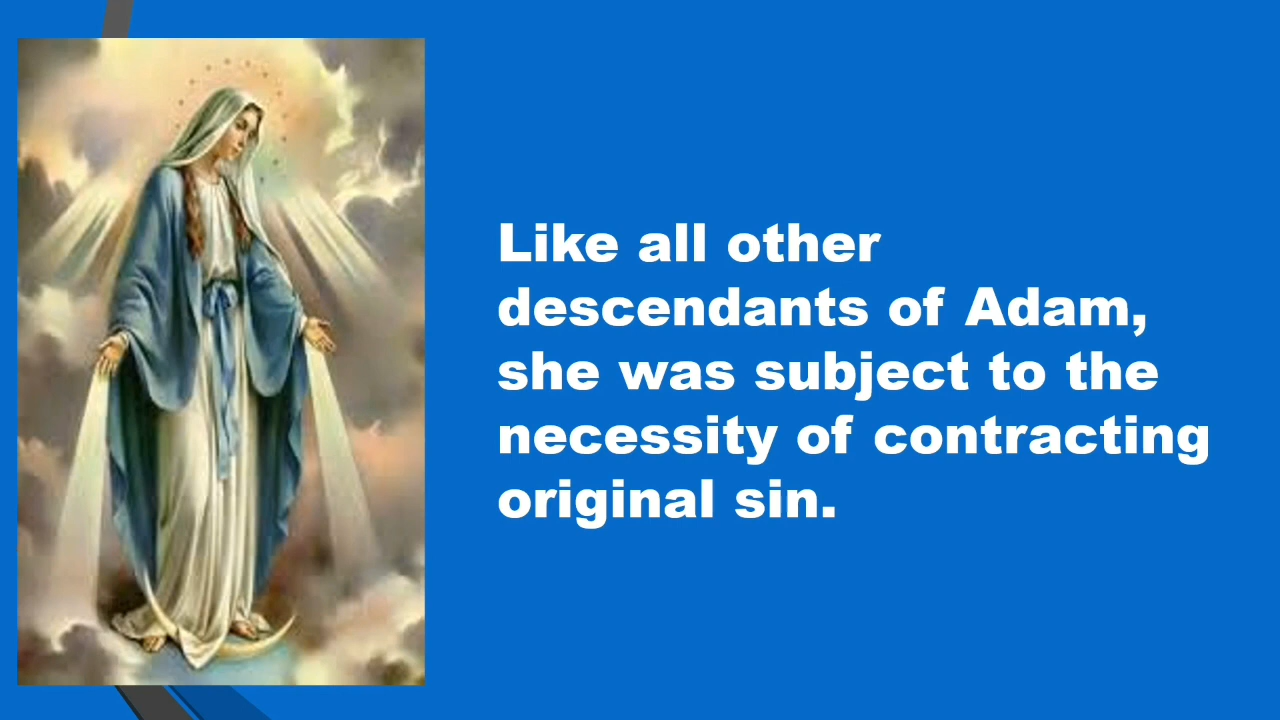 Like all other
descendants of Adam,
she was subject to the
necessity of contracting
original sin.